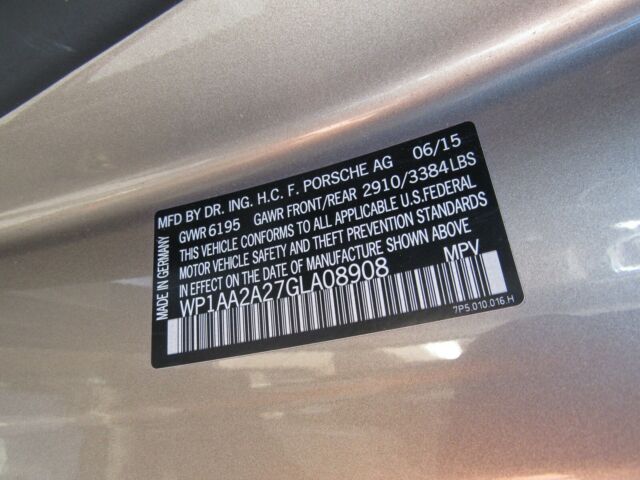 MFD BY DR. ING. H.C. F. PORSCHE AG 06/15
GVWR 6195 GAWR FRONT/REAR 2910/3384 LBS
THIS VEHICLE CONFORMS TO ALL APPLICABLE U.S. FEDERAL
MOTOR VEHICLE SAFETY AND THEFT PREVENTION STANDARDS
IN EFFECT ON THE DATE OF MANUFACTURE SHOWN ABOVE
WP1AA2A27GLA08908 MPV
MADE IN GERMANY
7P5.010.016.H